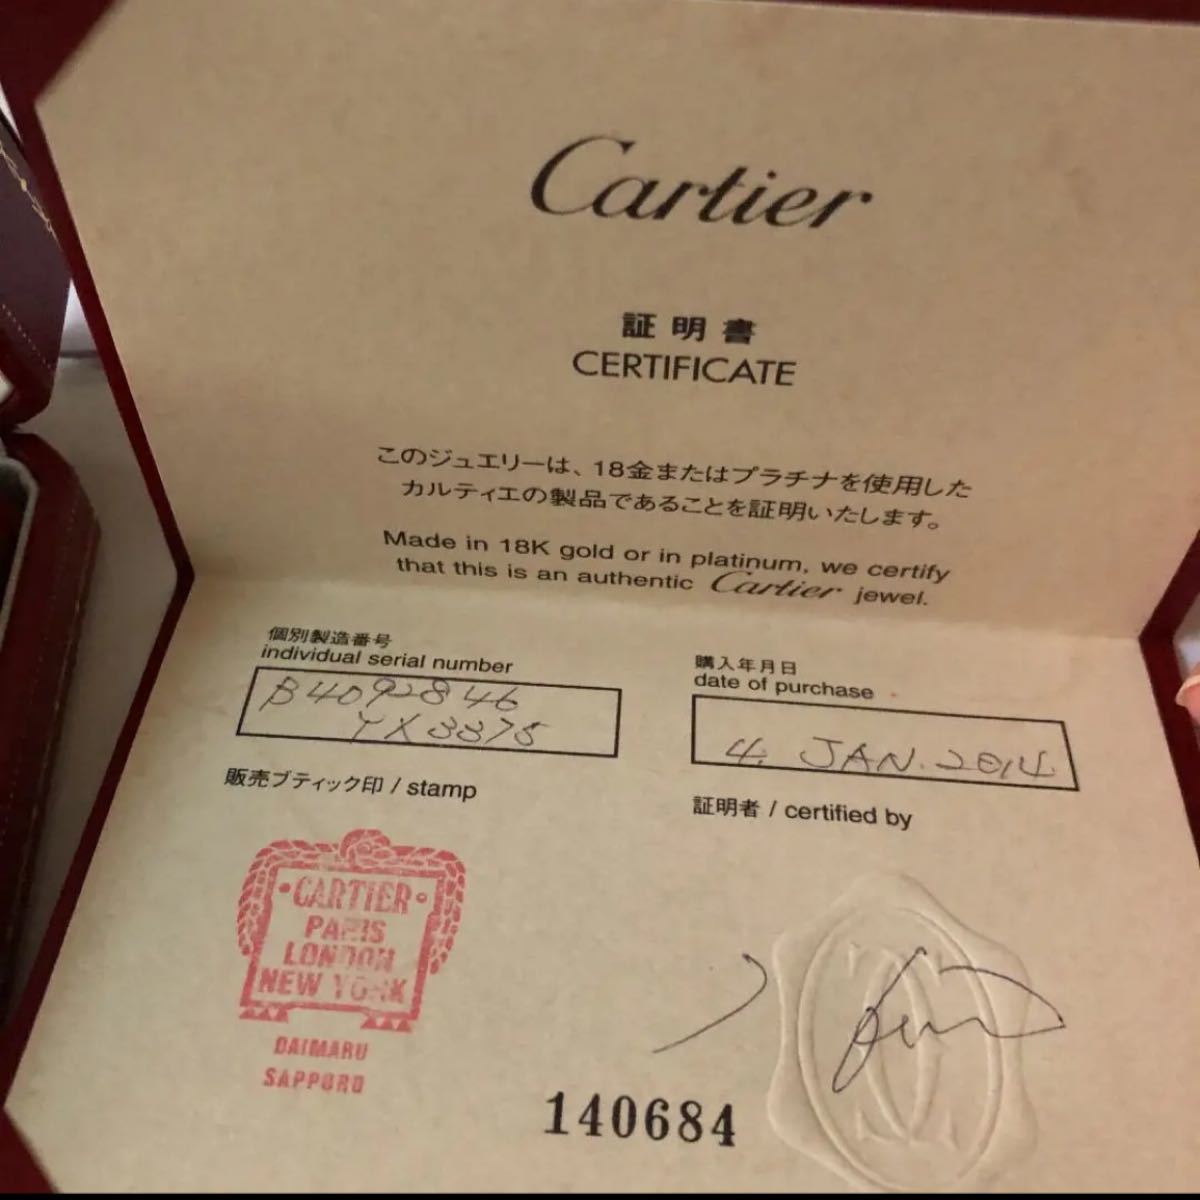 Cartier
証明書
CERTIFICATE
このジュエリーは、18金またはプラチナを使用した
カルティエの製品であることを証明いたします。
Made in 18K gold or in platinum, we certify
that this is an authentic Cartier jewel.
個別製造番号
individual serial number
B4092846
YX3375
購入年月日
date of purchase
4. JAN. 2014
販売ブティック印 / stamp
証明者 / certified by
CARTIER
PARIS
LONDON
NEW YORK
DAIMARU
SAPPORO
140684